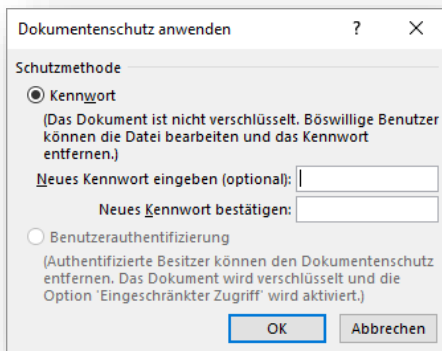 Dokumentenschutz anwenden ? ×
Schutzmethode
Kennwort
(Das Dokument ist nicht verschlüsselt. Böswillige Benutzer
können die Datei bearbeiten und das Kennwort
entfernen.)
Neues Kennwort eingeben (optional):
Neues Kennwort bestätigen:
Benutzerauthentifizierung
(Authentifizierte Besitzer können den Dokumentenschutz
entfernen. Das Dokument wird verschlüsselt und die
Option 'Eingeschränkter Zugriff' wird aktiviert.)
OK Abbrechen